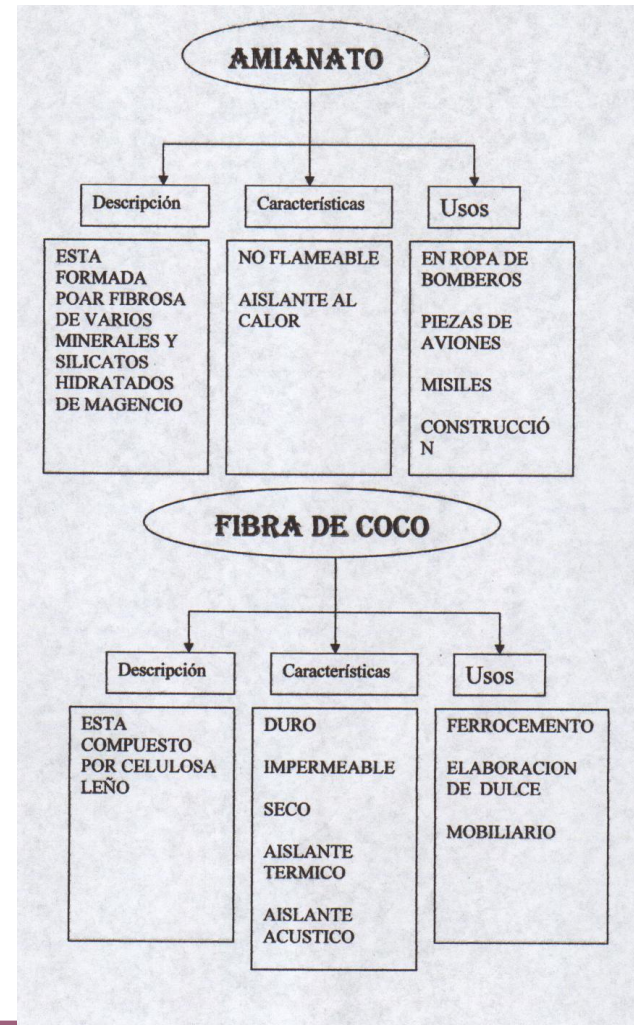 AMIANATO
Descripción
Características
Usos
ESTA
FORMADA
POAR FIBROSA
DE VARIOS
MINERALES Y
SILICATOS
HIDRATADOS
DE MAGENCIO
NO FLAMEABLE
AISLANTE AL
CALOR
EN ROPA DE
BOMBEROS
PIEZAS DE
AVIONES
MISILES
CONSTRUCCIÓ
N
FIBRA DE COCO
Descripción
Características
Usos
ESTA
COMPUESTO
POR CELULOSA
LEÑO
DURO
IMPERMEABLE
SECO
AISLANTE
TERMICO
AISLANTE
ACUSTICO
FERROCEMENTO
ELABORACION
DE DULCE
MOBILIARIO